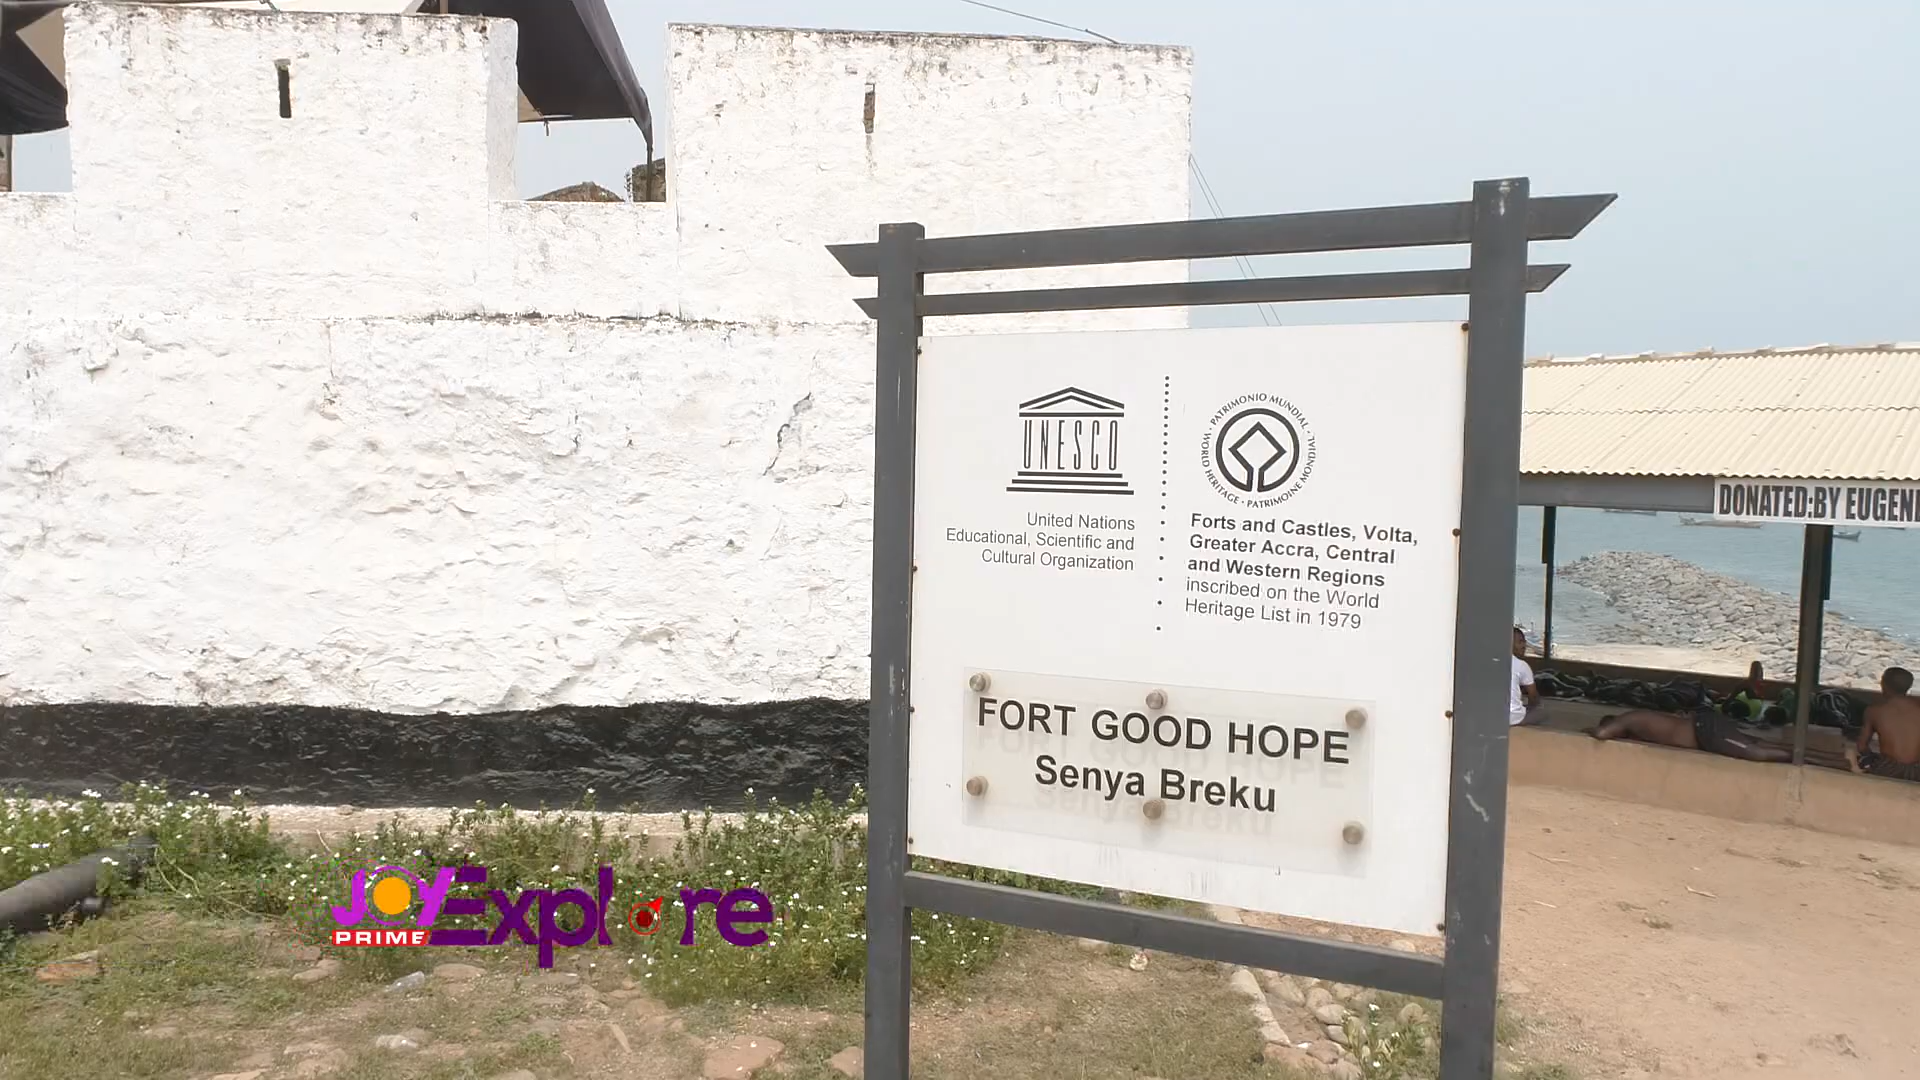 UNESCO
United Nations
Educational, Scientific and
Cultural Organization
WORLD HERITAGE · PATRIMONIO MUNDIAL · PATRIMOINE MONDIAL ·
Forts and Castles, Volta,
Greater Accra, Central
and Western Regions
inscribed on the World
Heritage List in 1979
FORT GOOD HOPE
Senya Breku
DONATED:BY EUGENE
JOY Explore
PRIME